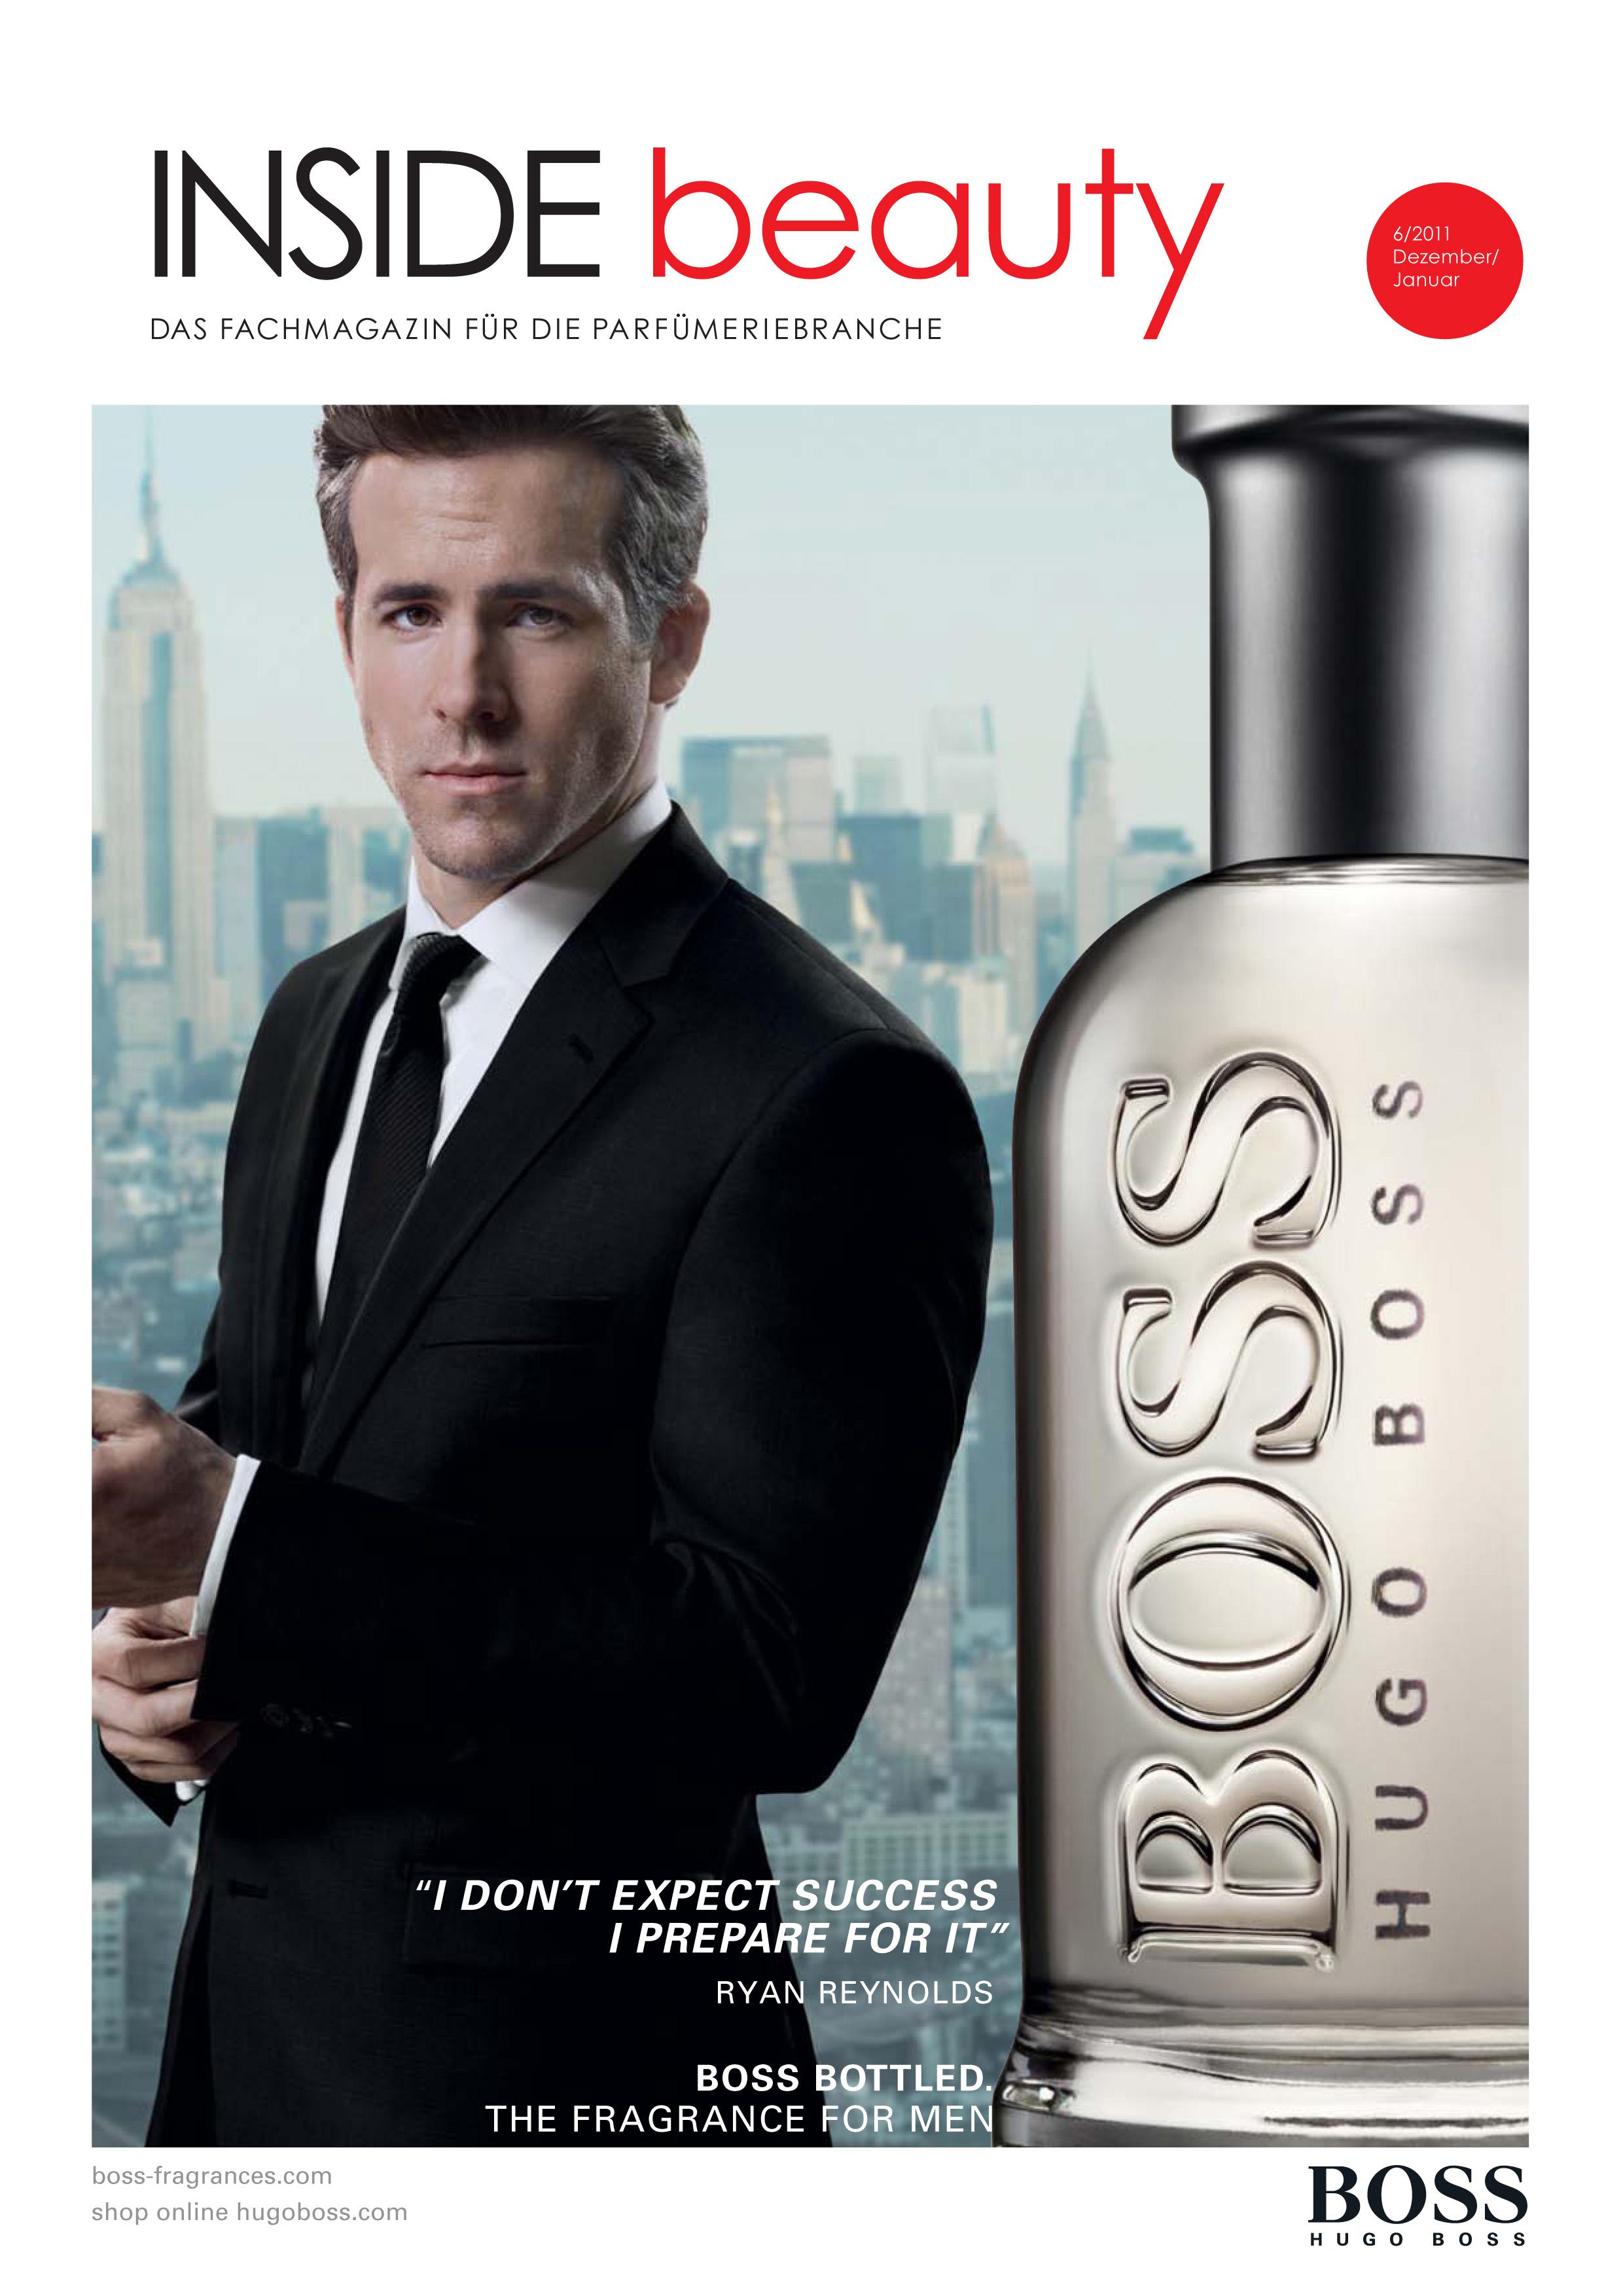 INSIDE beauty
DAS FACHMAGAZIN FÜR DIE PARFÜMERIEBRANCHE
6/2011
Dezember/
Januar
BOSS
HUGO BOSS
“I DON’T EXPECT SUCCESS
I PREPARE FOR IT”
RYAN REYNOLDS
BOSS BOTTLED.
THE FRAGRANCE FOR MEN
boss-fragrances.com
shop online hugoboss.com
BOSS
HUGO BOSS